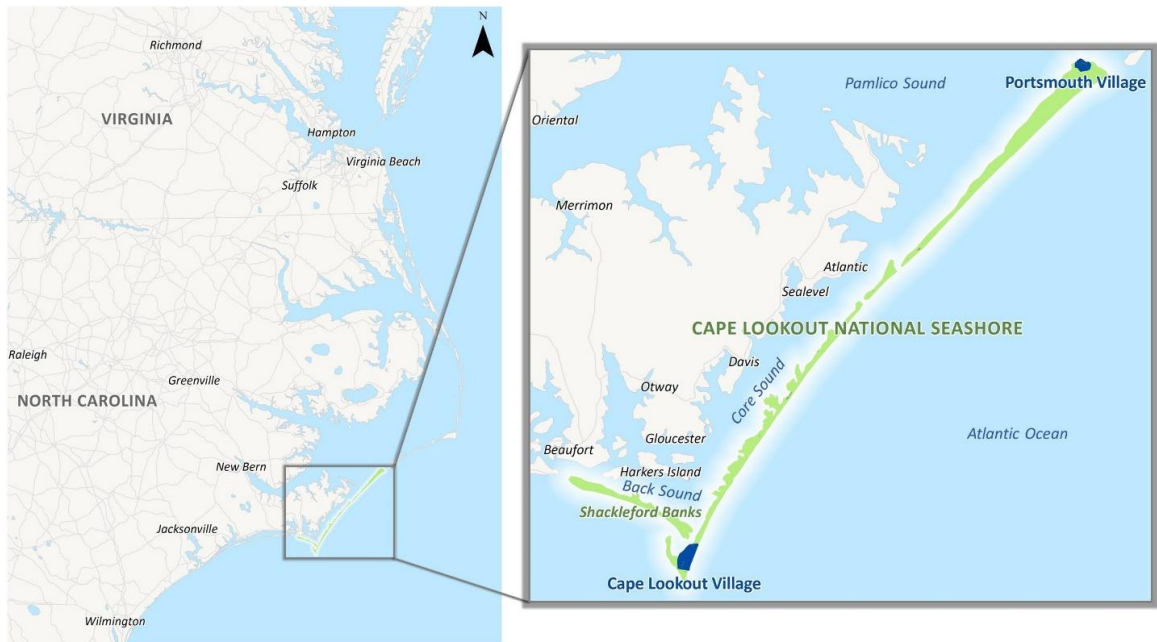 N
Richmond
VIRGINIA
Hampton
Virginia Beach
Suffolk
Raleigh
Greenville
NORTH CAROLINA
New Bern
Jacksonville
Wilmington
Pamlico Sound
Portsmouth Village
Oriental
Merrimon
Atlantic
Sealevel
CAPE LOOKOUT NATIONAL SEASHORE
Davis
Core Sound
Otway
Gloucester
Atlantic Ocean
Beaufort
Harkers Island
Back Sound
Shackleford Banks
Cape Lookout Village